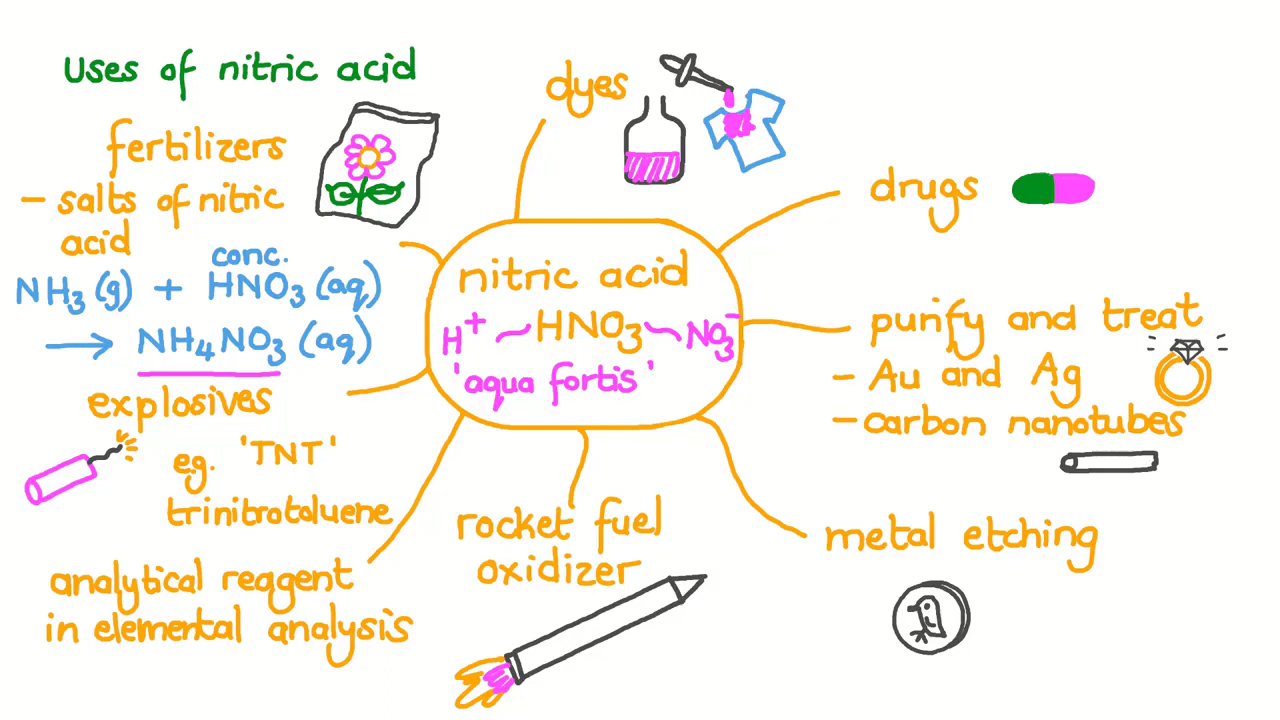 Uses of nitric acid
fertilizers
- salts of nitric
acid
conc.
NH₃(g) + HNO₃(aq)
→ NH₄NO₃(aq)
explosives
e.g. 'TNT'
trinitrotoluene
analytical reagent
in elemental analysis
dyes
nitric acid
H⁺ HNO₃ NO₃⁻
'aqua fortis'
rocket fuel
oxidizer
drugs
purify and treat
- Au and Ag
- carbon nanotubes
metal etching